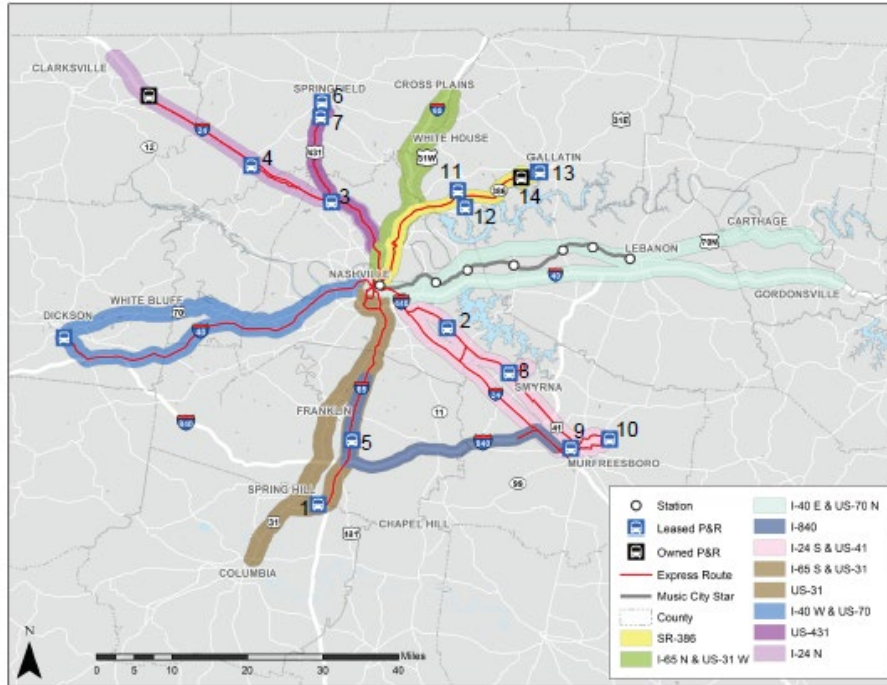 CLARKSVILLE
SPRINGFIELD
6
7
CROSS PLAINS
65
24
12
431
WHITE HOUSE
31W
31E
GALLATIN
4
3
11
386
13
14
12
CARTHAGE
LEBANON
70N
NASHVILLE
40
GORDONSVILLE
WHITE BLUFF
70
DICKSON
40
440
2
8
SMYRNA
24
65
FRANKLIN
11
840
5
840
41
9
10
MURFREESBORO
99
SPRING HILL
1
31
CHAPEL HILL
COLUMBIA
N
Miles
0 5 10 20 30 40
Station
Leased P&R
Owned P&R
Express Route
Music City Star
County
SR-386
I-65 N & US-31 W
I-40 E & US-70 N
I-840
I-24 S & US-41
I-65 S & US-31
US-31
I-40 W & US-70
US-431
I-24 N